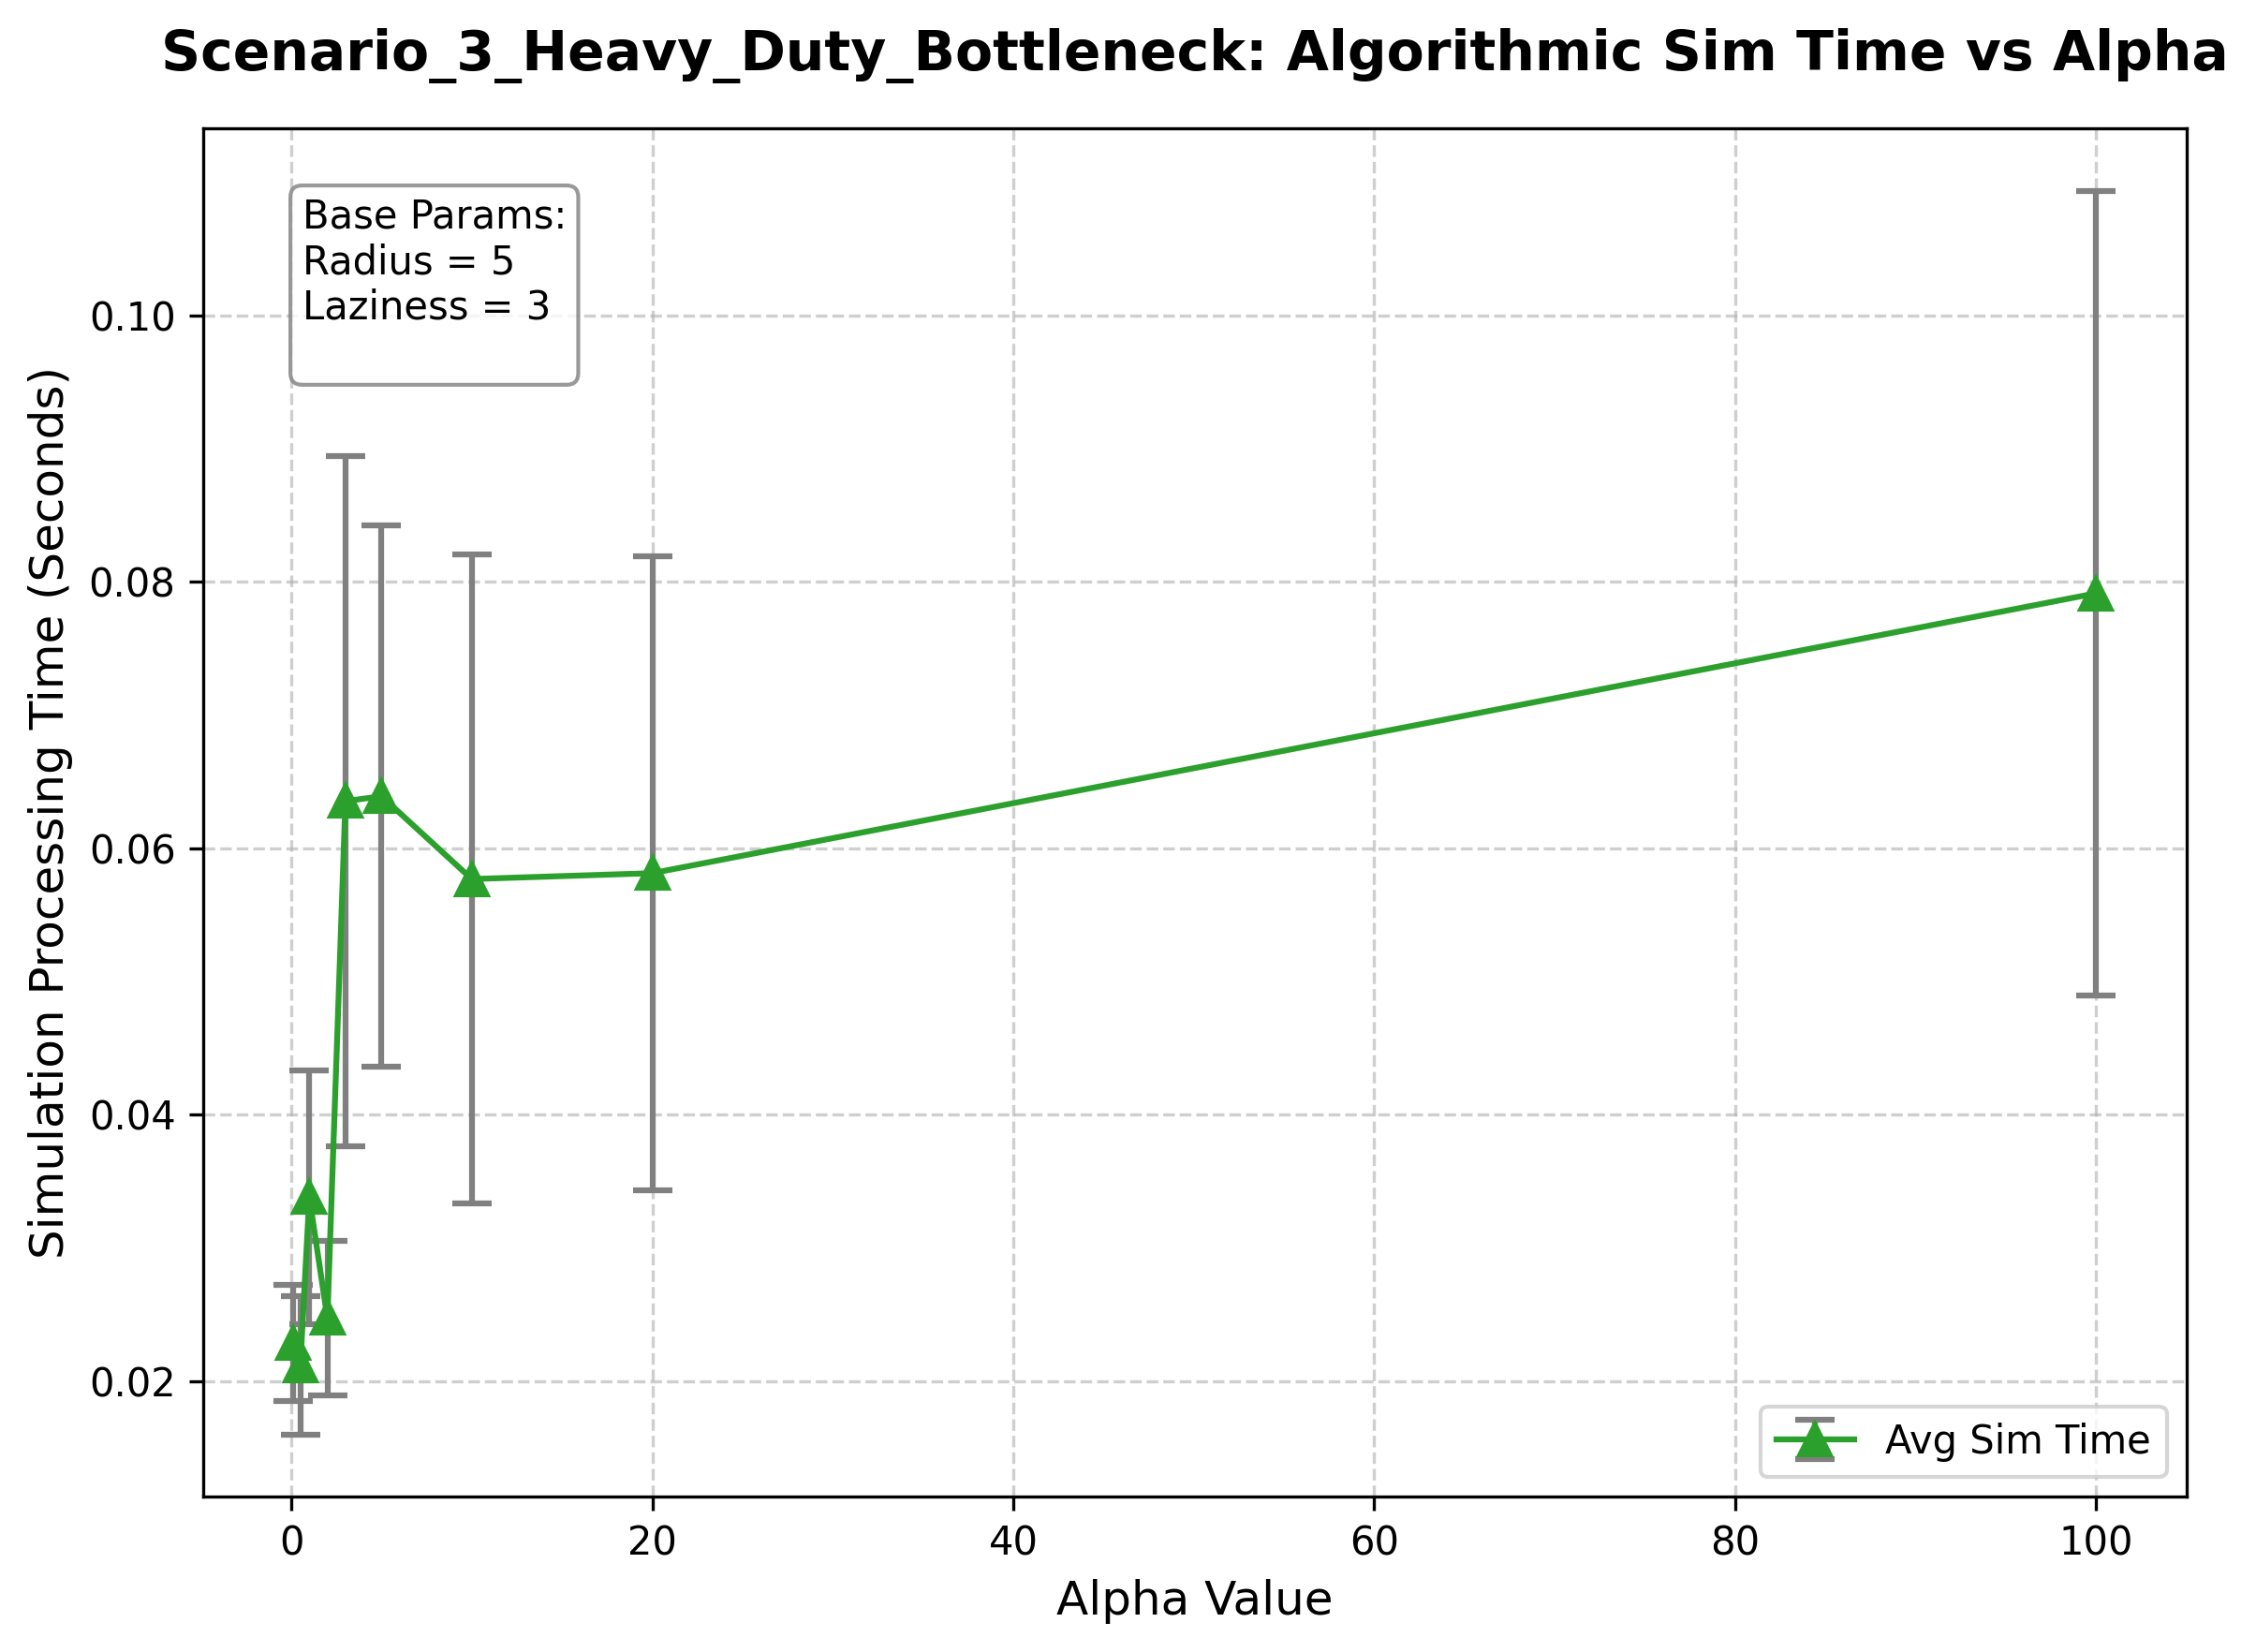 Scenario_3_Heavy_Duty_Bottleneck: Algorithmic Sim Time vs Alpha
Base Params:
Radius = 5
Laziness = 3
Simulation Processing Time (Seconds)
0.10
0.08
0.06
0.04
0.02
Avg Sim Time
0 20 40 60 80 100
Alpha Value